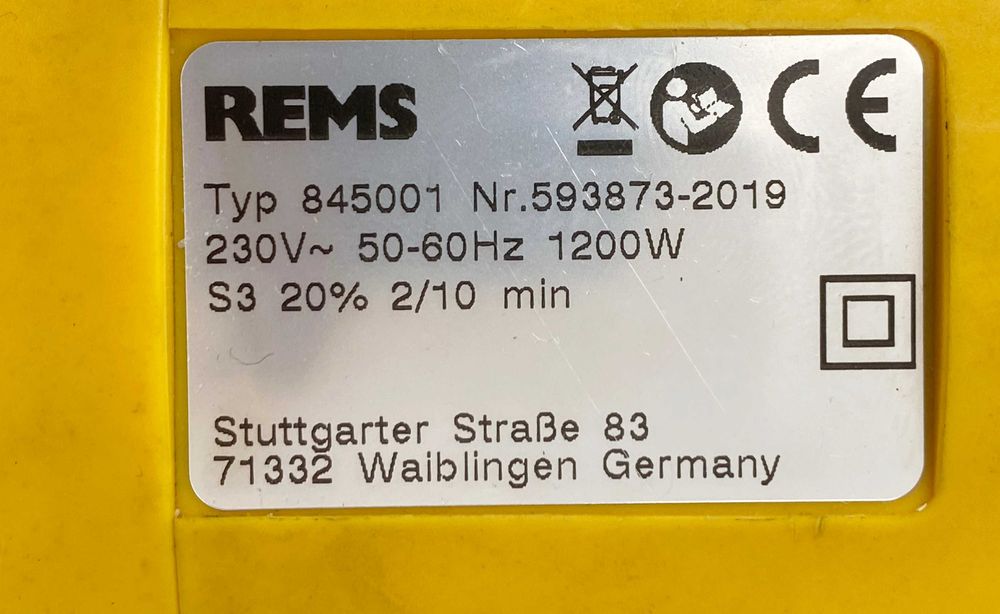 REMS CE
Typ 845001 Nr.593873-2019
230V~ 50-60Hz 1200W
S3 20% 2/10 min
Stuttgarter Straße 83
71332 Waiblingen Germany